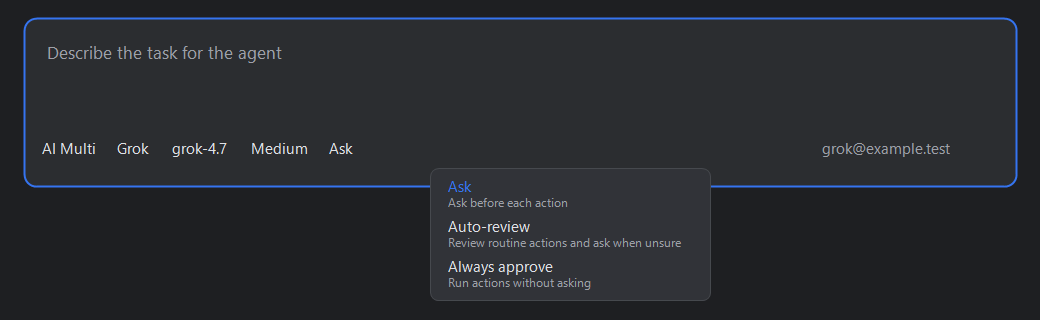 Describe the task for the agent
AI Multi Grok grok-4.7 Medium Ask grok@example.test
Ask
Ask before each action
Auto-review
Review routine actions and ask when unsure
Always approve
Run actions without asking